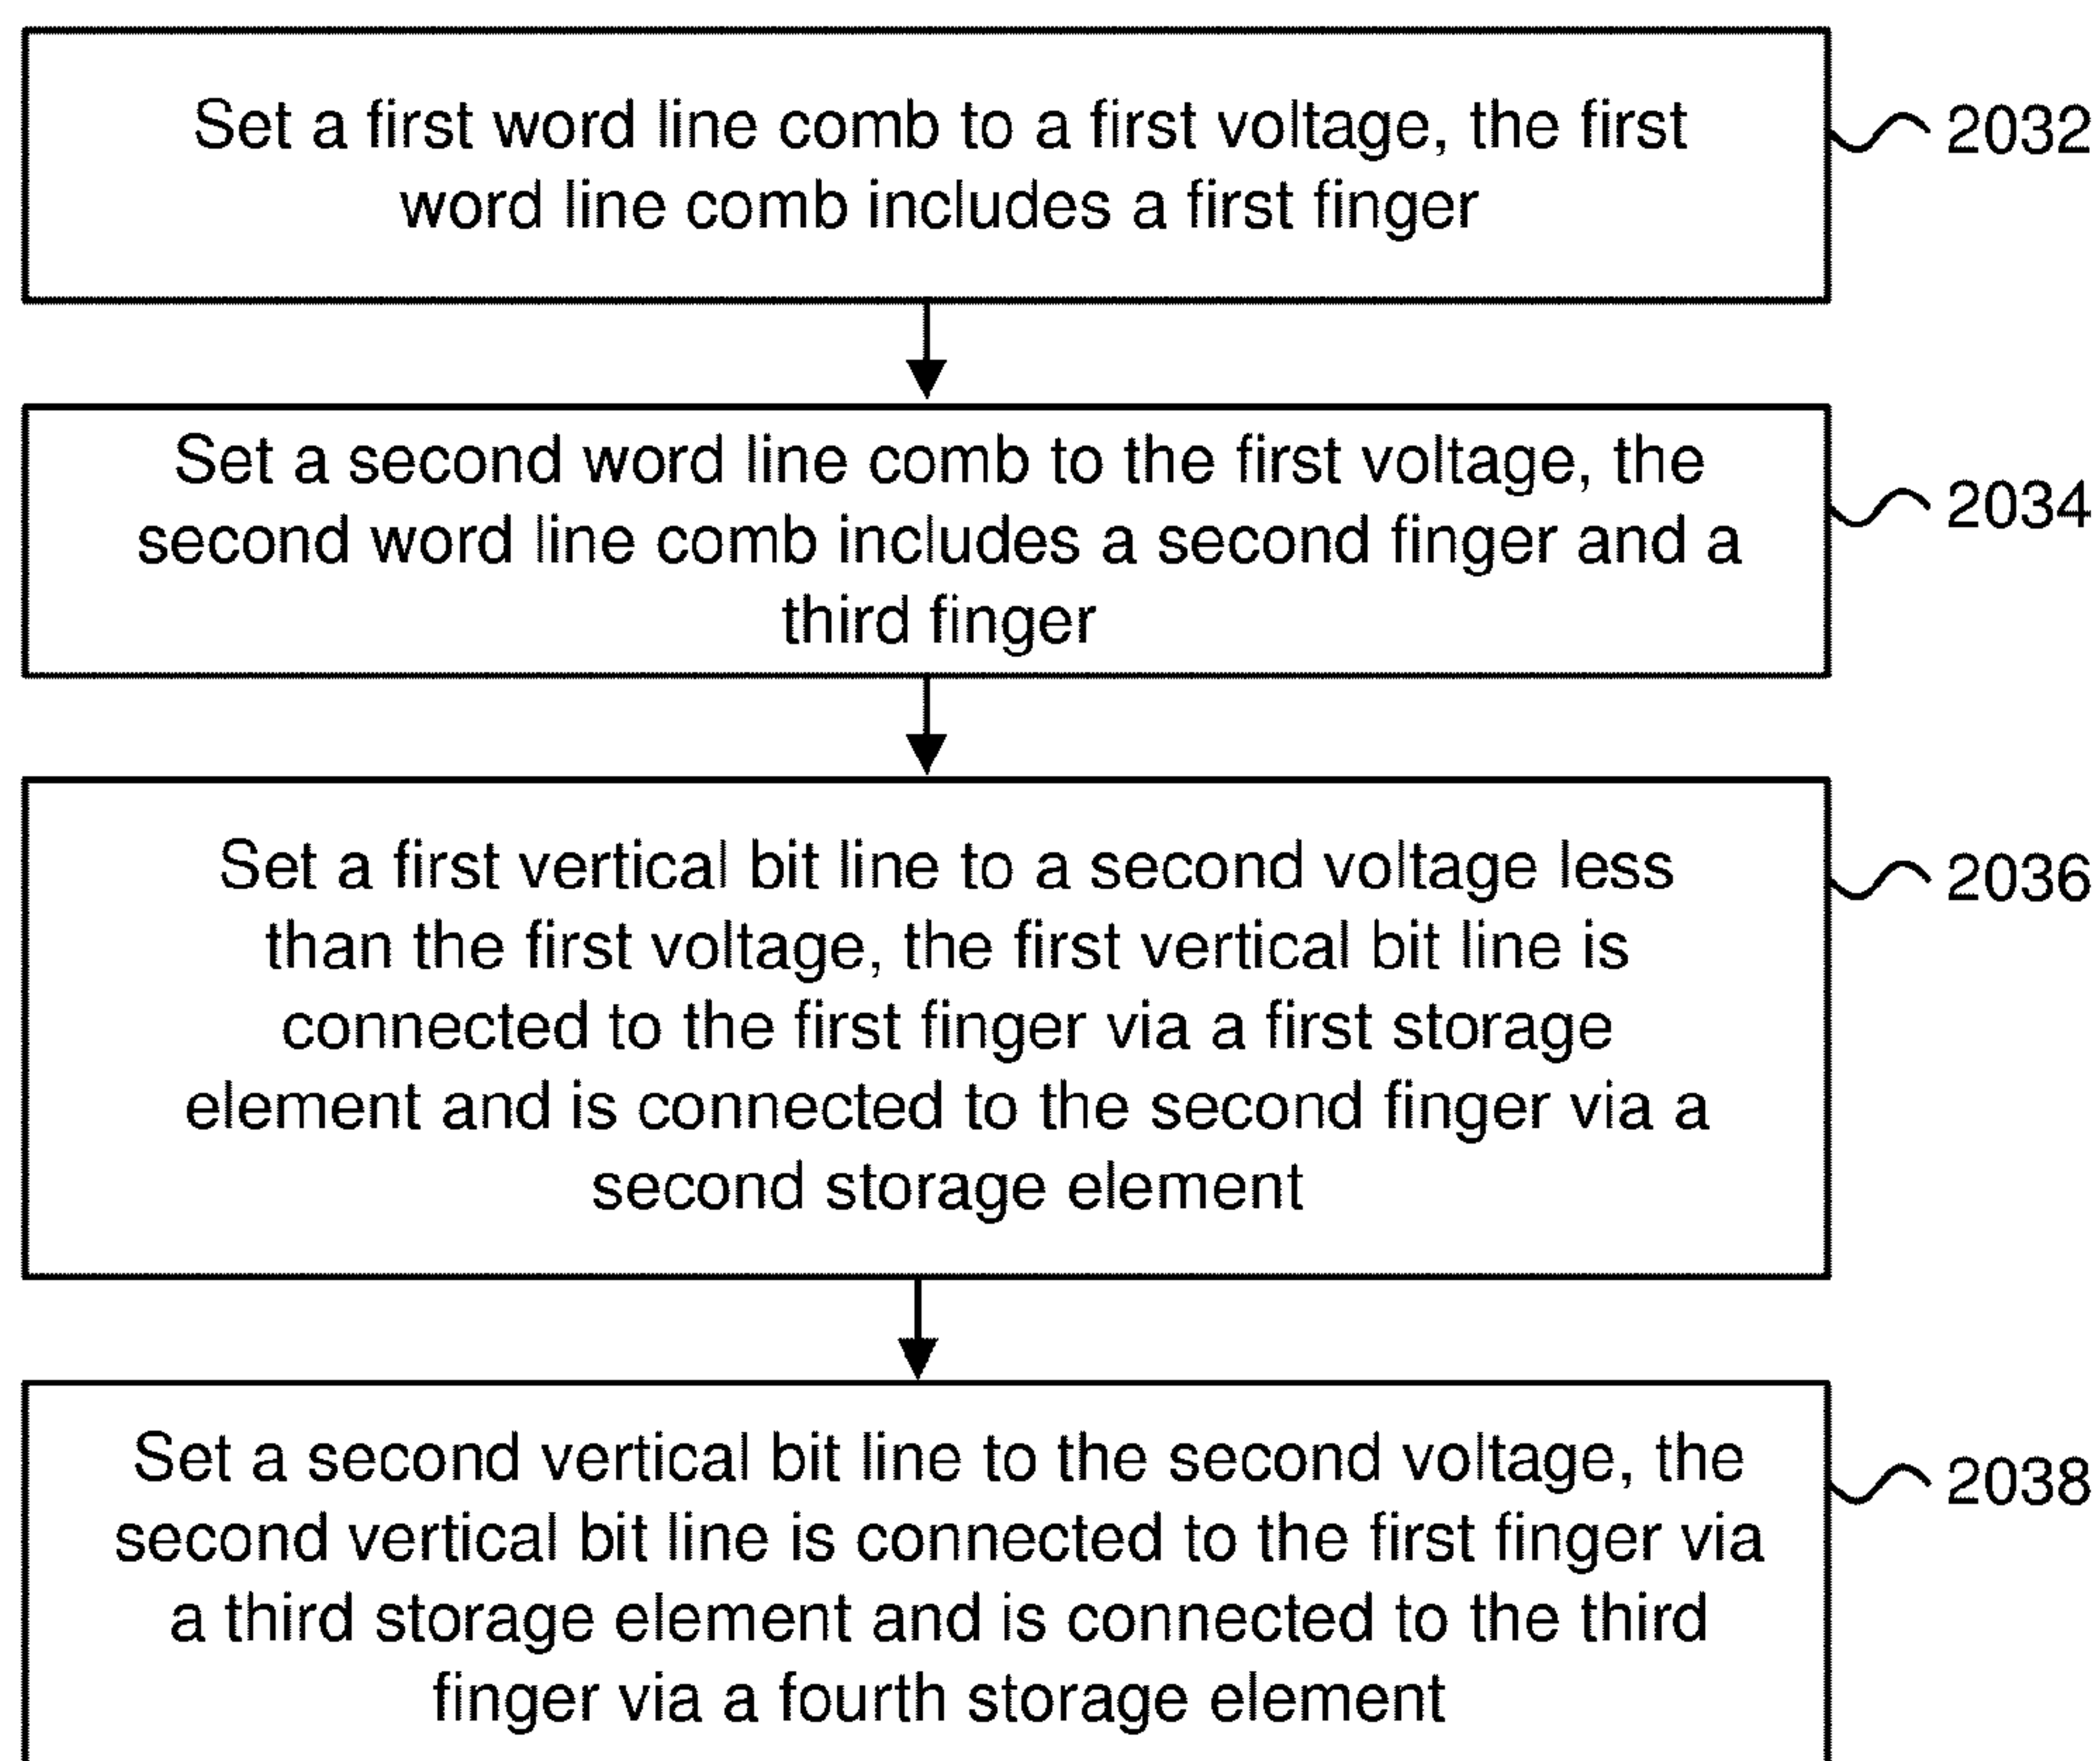 Set a first word line comb to a first voltage, the first
word line comb includes a first finger
2032
Set a second word line comb to the first voltage, the
second word line comb includes a second finger and a
third finger
2034
Set a first vertical bit line to a second voltage less
than the first voltage, the first vertical bit line is
connected to the first finger via a first storage
element and is connected to the second finger via a
second storage element
2036
Set a second vertical bit line to the second voltage, the
second vertical bit line is connected to the first finger via
a third storage element and is connected to the third
finger via a fourth storage element
2038